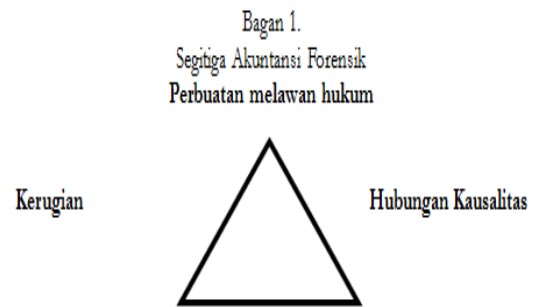 Bagan 1.
Segitiga Akuntansi Forensik
Perbuatan melawan hukum
Kerugian
Hubungan Kausalitas